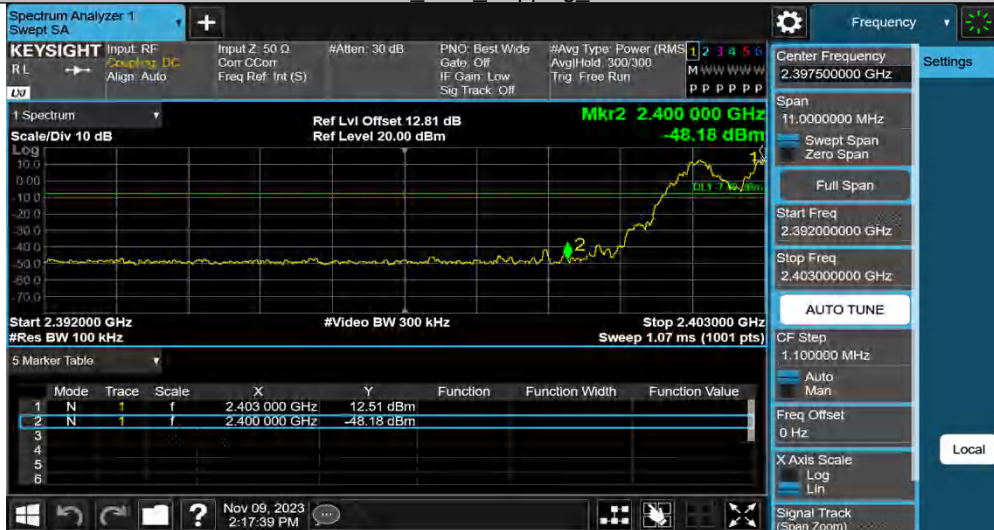 Spectrum Analyzer 1
Swept SA
Frequency
KEYSIGHT
RL
LXI
Input: RF
Coupling: DC
Align: Auto
Input Z: 50 Ω
Corr CCorr
Freq Ref: Int (S)
#Atten: 30 dB
PNO: Best Wide
Gate: Off
IF Gain: Low
Sig Track: Off
#Avg Type: Power (RMS
Avg|Hold: 300/300
Trig: Free Run
1 2 3 4 5 6
M W W W W W
P P P P P P
1 Spectrum
Scale/Div 10 dB
Ref Lvl Offset 12.81 dB
Ref Level 20.00 dBm
Mkr2 2.400 000 GHz
-48.18 dBm
Log
10.0
0.00
-10.0
-20.0
-30.0
-40.0
-50.0
-60.0
-70.0
1
2
Start 2.392000 GHz
#Res BW 100 kHz
#Video BW 300 kHz
Stop 2.403000 GHz
Sweep 1.07 ms (1001 pts)
5 Marker Table
Mode Trace Scale X Y Function Function Width Function Value
1 N 1 f 2.403 000 GHz 12.51 dBm
2 N 1 f 2.400 000 GHz -48.18 dBm
3
4
5
6
Nov 09, 2023
2:17:39 PM
Center Frequency
2.397500000 GHz
Span
11.0000000 MHz
Swept Span
Zero Span
Full Span
Start Freq
2.392000000 GHz
Stop Freq
2.403000000 GHz
AUTO TUNE
CF Step
1.100000 MHz
Auto
Man
Freq Offset
0 Hz
X Axis Scale
Log
Lin
Signal Track
(Span Zoom)
Settings
Local